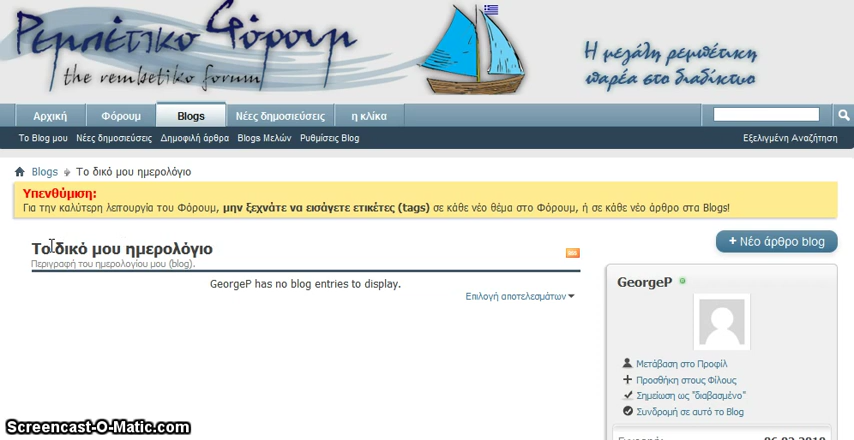 Ρεμπέτικο Φόρουμ
the rembetiko forum
Η μεγάλη ρεμπέτικη
παρέα στο διαδίκτυο
Αρχική Φόρουμ Blogs Νέες δημοσιεύσεις η κλίκα
Το Blog μου Νέες δημοσιεύσεις Δημοφιλή άρθρα Blogs Μελών Ρυθμίσεις Blog Εξελιγμένη Αναζήτηση
Blogs Το δικό μου ημερολόγιο
Υπενθύμιση:
Για την καλύτερη λειτουργία του Φόρουμ, μην ξεχνάτε να εισάγετε ετικέτες (tags) σε κάθε νέο θέμα στο Φόρουμ, ή σε κάθε νέο άρθρο στα Blogs!
+ Νέο άρθρο blog
Το δικό μου ημερολόγιο
Περιγραφή του ημερολογίου μου (blog).
GeorgeP has no blog entries to display.
Επιλογή αποτελεσμάτων
GeorgeP
Μετάβαση στο Προφίλ
Προσθήκη στους Φίλους
Σημείωση ως "διαβασμένο"
Συνδρομή σε αυτό το Blog
Screencast-O-Matic.com